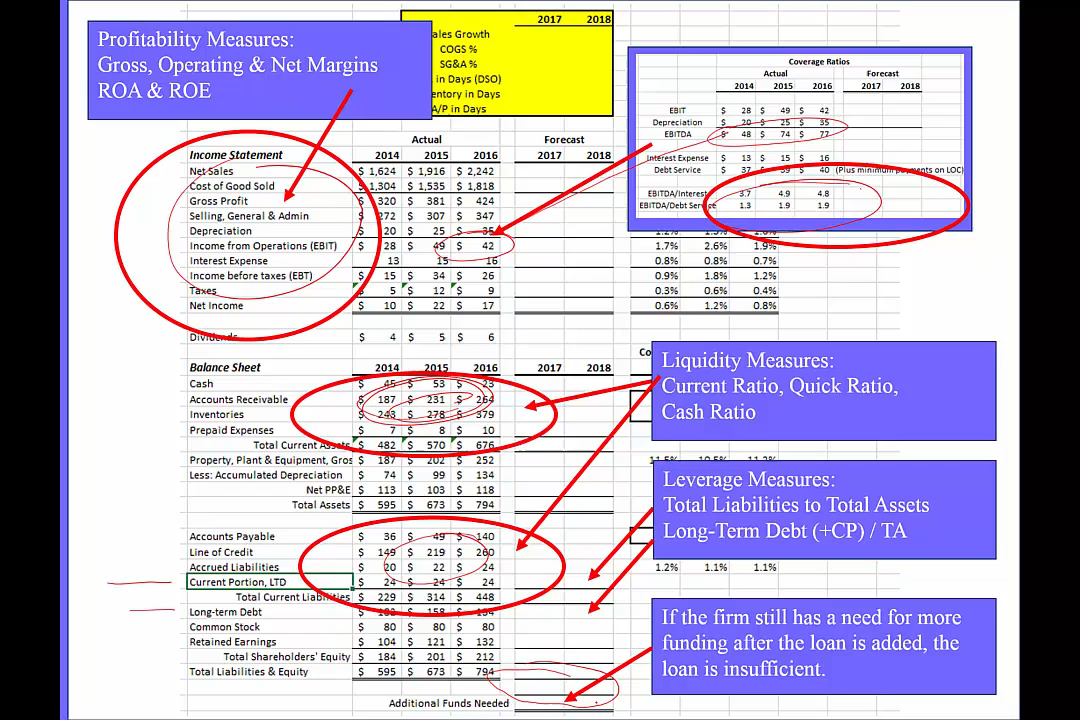 2017 2018
Profitability Measures:
Gross, Operating & Net Margins
ROA & ROE
ales Growth
COGS %
SG&A %
in Days (DSO)
entory in Days
A/P in Days
Coverage Ratios
Actual Forecast
2014 2015 2016 2017 2018
EBIT $ 28 $ 49 $ 42
Depreciation $ 20 $ 25 $ 35
EBITDA $ 48 $ 74 $ 77
Interest Expense $ 13 $ 15 $ 16
Debt Service $ 37 $ 39 $ 40 (Plus minimum payments on LOC)
EBITDA/Interest 3.7 4.9 4.8
EBITDA/Debt Service 1.3 1.9 1.9
Actual Forecast
Income Statement 2014 2015 2016 2017 2018
Net Sales $ 1,624 $ 1,916 $ 2,242
Cost of Good Sold $ 1,304 $ 1,535 $ 1,818
Gross Profit $ 320 $ 381 $ 424
Selling, General & Admin $ 272 $ 307 $ 347
Depreciation $ 20 $ 25 $ 35
Income from Operations (EBIT) $ 28 $ 49 $ 42 1.7% 2.6% 1.9%
Interest Expense 13 15 16 0.8% 0.8% 0.7%
Income before taxes (EBT) $ 15 $ 34 $ 26 0.9% 1.8% 1.2%
Taxes $ 5 $ 12 $ 9 0.3% 0.6% 0.4%
Net Income $ 10 $ 22 $ 17 0.6% 1.2% 0.8%
Dividends $ 4 $ 5 $ 6
Balance Sheet 2014 2015 2016 2017 2018
Cash $ 45 $ 53 $ 23
Accounts Receivable $ 187 $ 231 $ 264
Inventories $ 243 $ 278 $ 379
Prepaid Expenses $ 7 $ 8 $ 10
Total Current Assets $ 482 $ 570 $ 676
Property, Plant & Equipment, Gros $ 187 $ 202 $ 252
Less: Accumulated Depreciation $ 74 $ 99 $ 134
Net PP&E $ 113 $ 103 $ 118
Total Assets $ 595 $ 673 $ 794
Co
Liquidity Measures:
Current Ratio, Quick Ratio,
Cash Ratio
Leverage Measures:
Total Liabilities to Total Assets
Long-Term Debt (+CP) / TA
Accounts Payable $ 36 $ 49 $ 140
Line of Credit $ 149 $ 219 $ 260
Accrued Liabilities $ 20 $ 22 $ 24 1.2% 1.1% 1.1%
Current Portion, LTD $ 24 $ 24 $ 24
Total Current Liabilities $ 229 $ 314 $ 448
Long-term Debt $ $ 158 $
Common Stock $ 80 $ 80 $ 80
Retained Earnings $ 104 $ 121 $ 132
Total Shareholders' Equity $ 184 $ 201 $ 212
Total Liabilities & Equity $ 595 $ 673 $ 794
Additional Funds Needed
If the firm still has a need for more
funding after the loan is added, the
loan is insufficient.